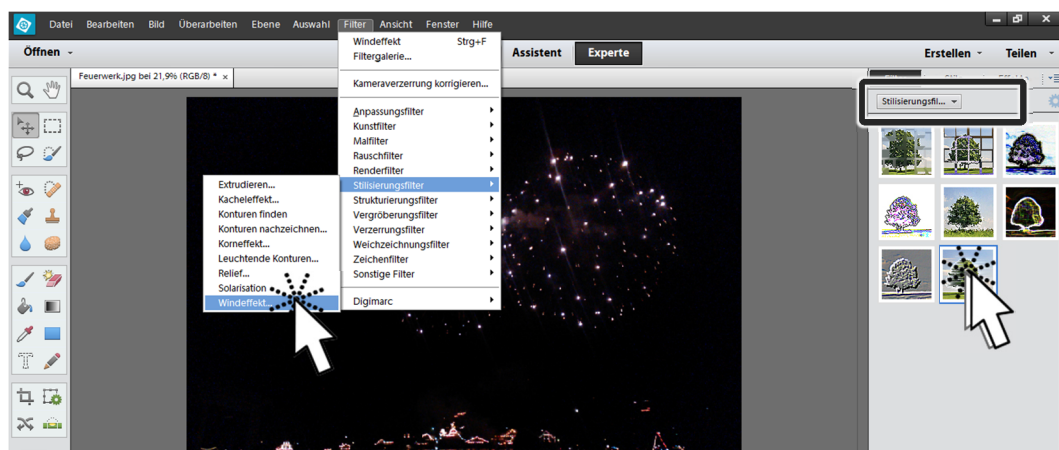 Datei Bearbeiten Bild Überarbeiten Ebene Auswahl Filter Ansicht Fenster Hilfe
Öffnen
Assistent Experte
Erstellen Teilen
Feuerwerk.jpg bei 21,9% (RGB/8) * x
Windeffekt Strg+F
Filtergalerie...
Kameraverzerrung korrigieren...
Anpassungsfilter
Kunstfilter
Malfilter
Rauschfilter
Renderfilter
Stilisierungsfilter
Strukturierungsfilter
Vergröberungsfilter
Verzerrungsfilter
Weichzeichnungsfilter
Zeichenfilter
Sonstige Filter
Digimarc
Extrudieren...
Kacheleffekt...
Konturen finden
Konturen nachzeichnen...
Korneffekt...
Leuchtende Konturen...
Relief...
Solarisation
Windeffekt...
Stilisierungsfil...